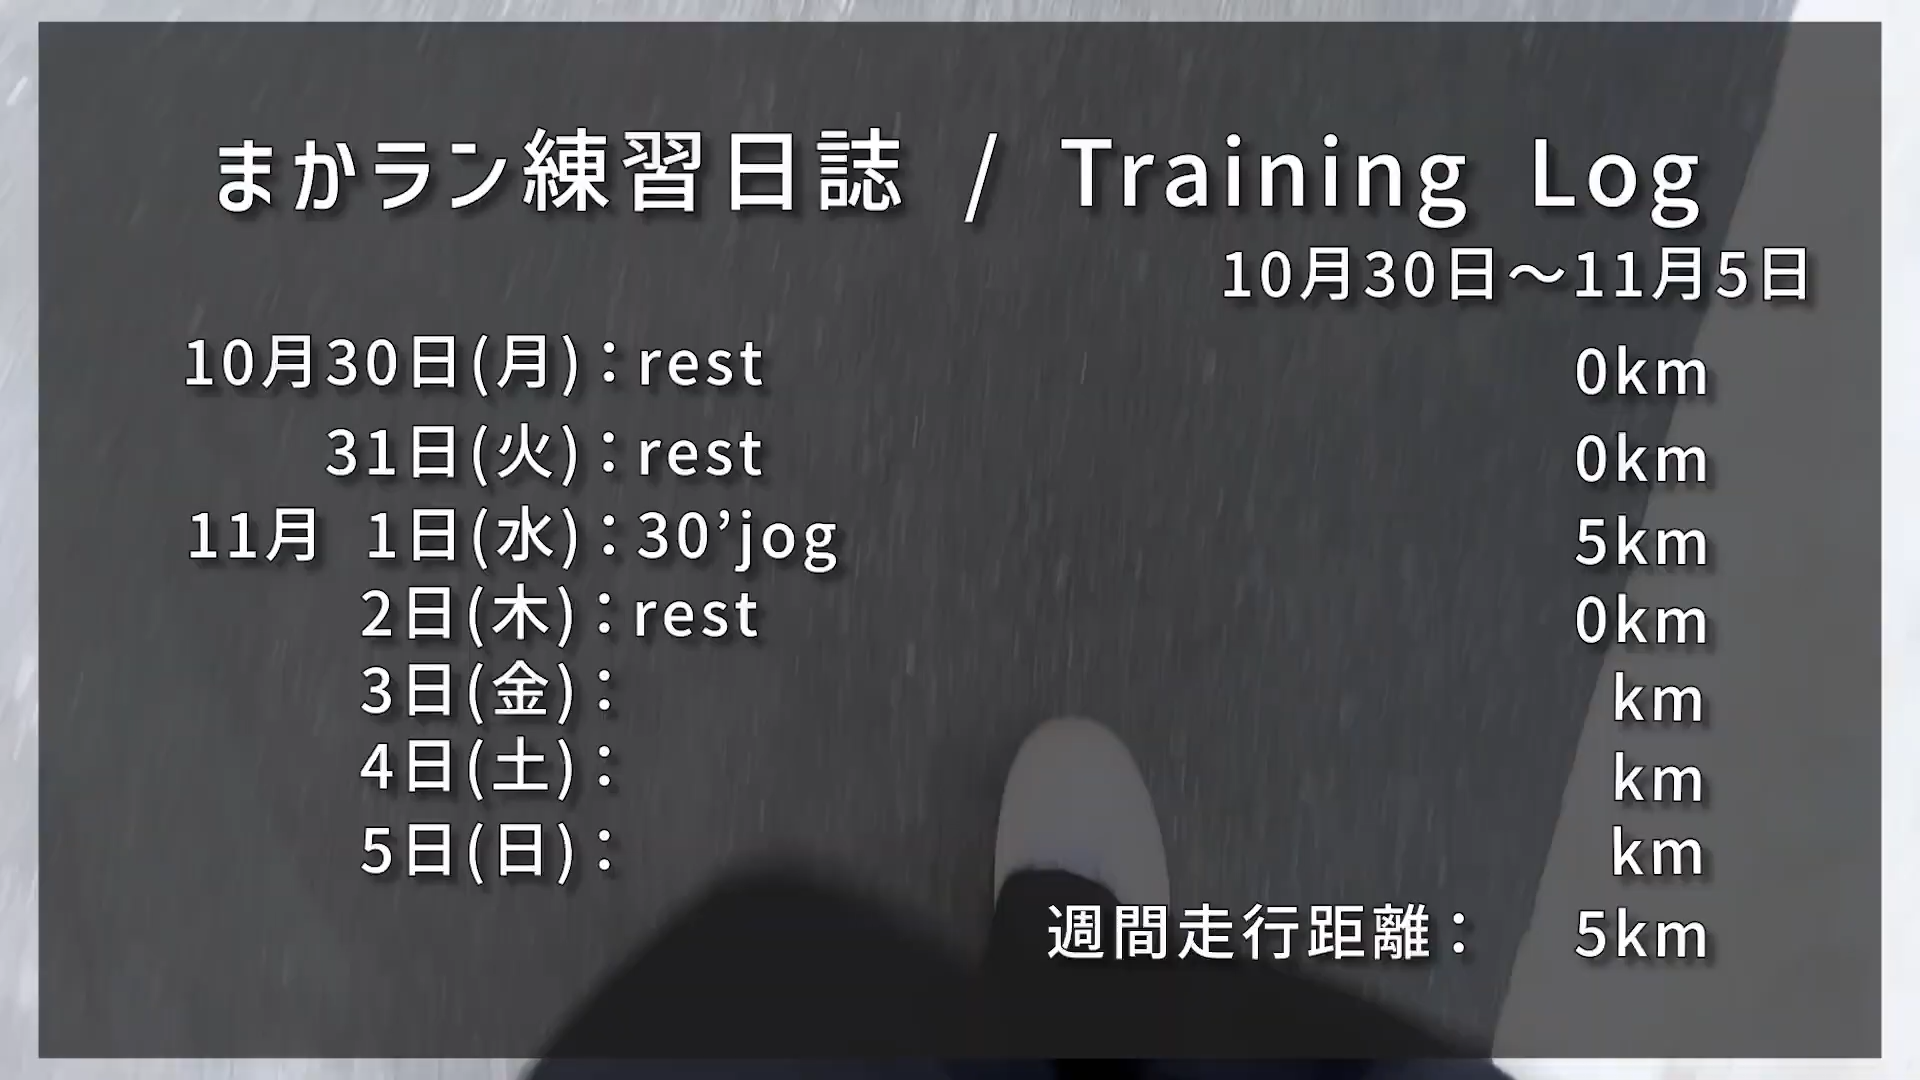 まかラン練習日誌 / Training Log
10月30日～11月5日
10月30日(月)：rest 0km
31日(火)：rest 0km
11月 1日(水)：30’jog 5km
2日(木)：rest 0km
3日(金)： km
4日(土)： km
5日(日)： km
週間走行距離： 5km